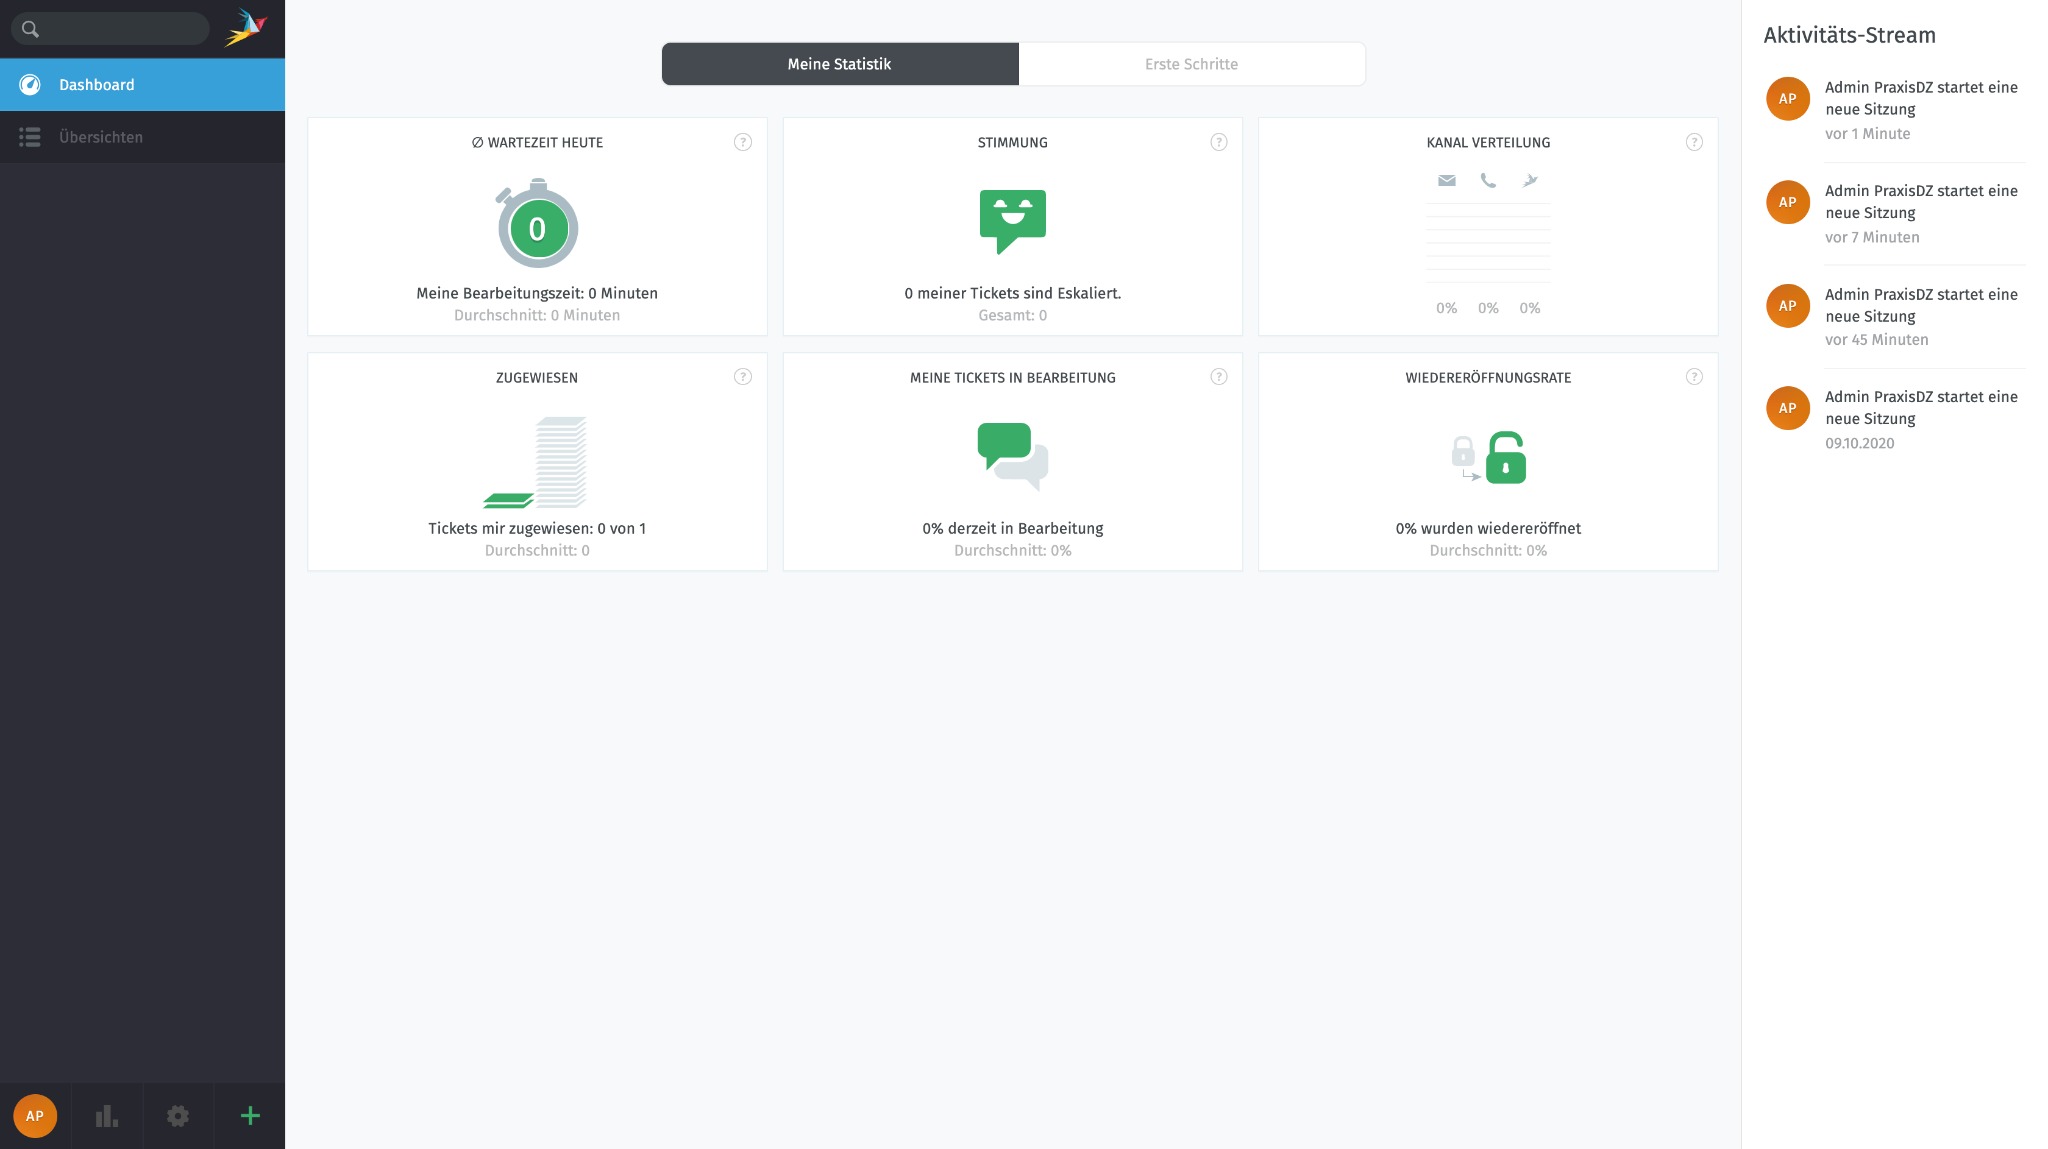 Dashboard
Übersichten
AP
Meine Statistik
Erste Schritte
Ø WARTEZEIT HEUTE
?
0
Meine Bearbeitungszeit: 0 Minuten
Durchschnitt: 0 Minuten
STIMMUNG
?
0 meiner Tickets sind Eskaliert.
Gesamt: 0
KANAL VERTEILUNG
?
0% 0% 0%
ZUGEWIESEN
?
Tickets mir zugewiesen: 0 von 1
Durchschnitt: 0
MEINE TICKETS IN BEARBEITUNG
?
0% derzeit in Bearbeitung
Durchschnitt: 0%
WIEDERERÖFFNUNGSRATE
?
0% wurden wiedereröffnet
Durchschnitt: 0%
Aktivitäts-Stream
AP
Admin PraxisDZ startet eine
neue Sitzung
vor 1 Minute
AP
Admin PraxisDZ startet eine
neue Sitzung
vor 7 Minuten
AP
Admin PraxisDZ startet eine
neue Sitzung
vor 45 Minuten
AP
Admin PraxisDZ startet eine
neue Sitzung
09.10.2020